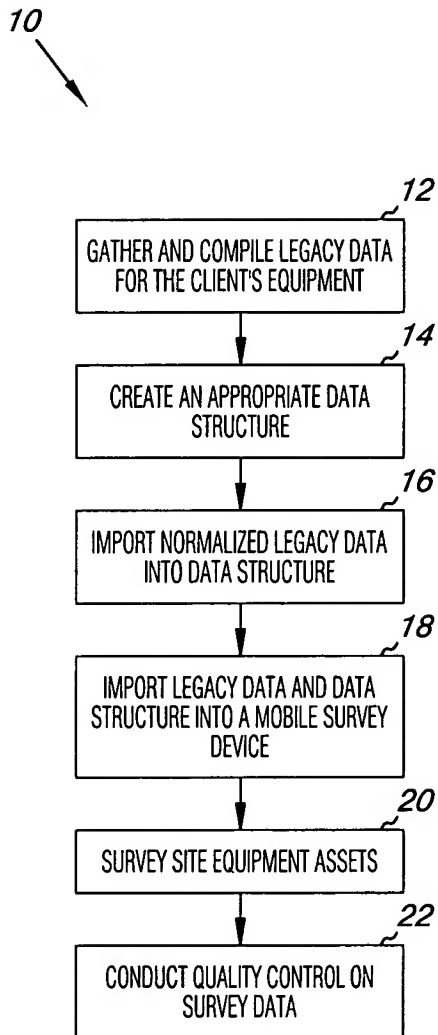 10
12
GATHER AND COMPILE LEGACY DATA
FOR THE CLIENT'S EQUIPMENT
14
CREATE AN APPROPRIATE DATA
STRUCTURE
16
IMPORT NORMALIZED LEGACY DATA
INTO DATA STRUCTURE
18
IMPORT LEGACY DATA AND DATA
STRUCTURE INTO A MOBILE SURVEY
DEVICE
20
SURVEY SITE EQUIPMENT ASSETS
22
CONDUCT QUALITY CONTROL ON
SURVEY DATA